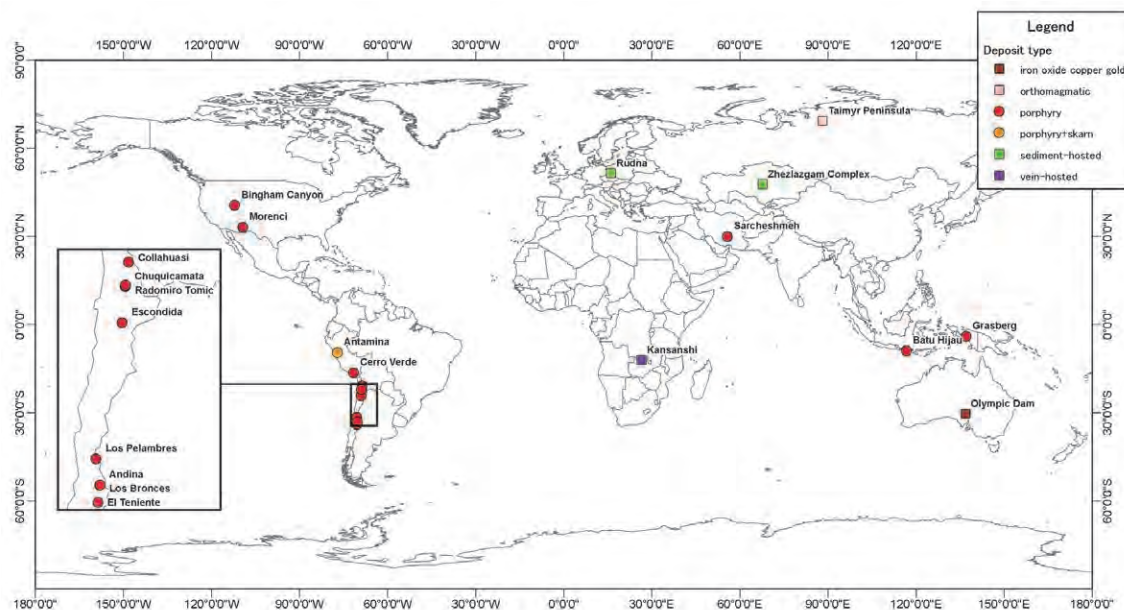 150°0'0"W 120°0'0"W 90°0'0"W 60°0'0"W 30°0'0"W 0°0'0"E 30°0'0"E 60°0'0"E 90°0'0"E 120°0'0"E
Legend
Deposit type
iron oxide copper gold
orthomagmatic
porphyry
porphyry+skarn
sediment-hosted
vein-hosted
90°0'0"N
60°0'0"N
30°0'0"N
0°0'0"N
30°0'0"S
60°0'0"S
Taimyr Peninsula
Rudna
Zhezlazgam Complex
Bingham Canyon
Morenci
Sarcheshmeh
Collahuasi
Chuquicamata
Radomiro Tomic
Escondida
Antamina
Cerro Verde
Kansanshi
Grasberg
Batu Hijau
Olympic Dam
Los Pelambres
Andina
Los Bronces
El Teniente
30°0'0"N
0°0'0"
30°0'0"S
60°0'0"S
180°0'0" 150°0'0"W 120°0'0"W 90°0'0"W 60°0'0"W 30°0'0"W 0°0'0"E 30°0'0"E 60°0'0"E 90°0'0"E 120°0'0"E 150°0'0"E 180°0'0"